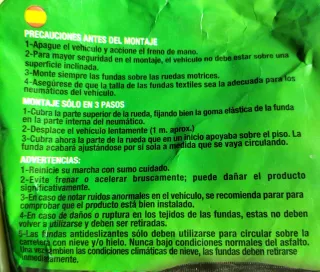 PRECAUCIONES ANTES DEL MONTAJE
1-Apague el vehículo y accione el freno de mano.
2-Para mayor seguridad en el montaje, el vehículo no debe estar sobre una
superficie inclinada.
3-Monte siempre las fundas sobre las ruedas motrices.
4-Asegúrese de que la talla de las fundas textiles sea la adecuada para los
neumáticos del vehículo.
MONTAJE SÓLO EN 3 PASOS
1-Cubra la parte superior de la rueda, fijando bien la goma elástica de la funda
en la parte interna del neumático.
2-Desplace el vehículo lentamente (1 m. aprox.)
3-Cubra ahora la parte de la rueda que en un inicio apoyaba sobre el piso. La
funda acabará ajustándose por si sola a medida que se vaya circulando.
ADVERTENCIAS:
1-Reinicie su marcha con sumo cuidado.
2-Evite frenar o acelerar bruscamente; puede dañar el producto
significativamente.
3-En caso de notar ruidos anormales en el vehículo, se recomienda parar para
comprobar que el producto está bien instalado.
4-En caso de daños o ruptura en los tejidos de las fundas, estas no deben
volver a utilizarse y deben ser retiradas.
5-Las fundas antideslizantes sólo deben utilizarse para circular sobre la
carretera con nieve y/o hielo. Nunca bajo condiciones normales del asfalto.
Una vez cambien las condiciones climáticas de nieve, las fundas deben retirarse
inmediatamente.